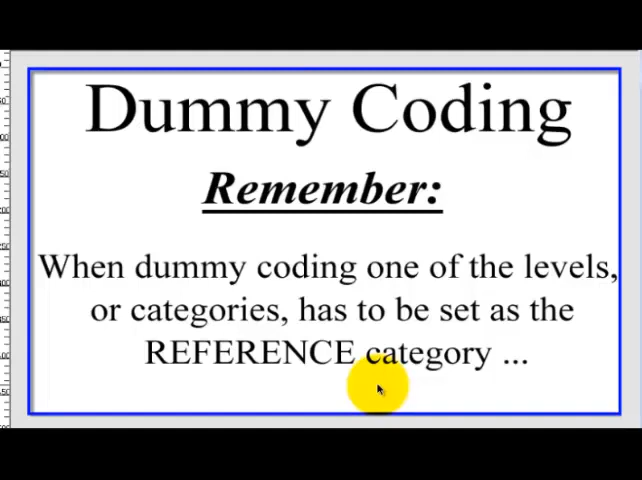 Dummy Coding
Remember:
When dummy coding one of the levels,
or categories, has to be set as the
REFERENCE category ...